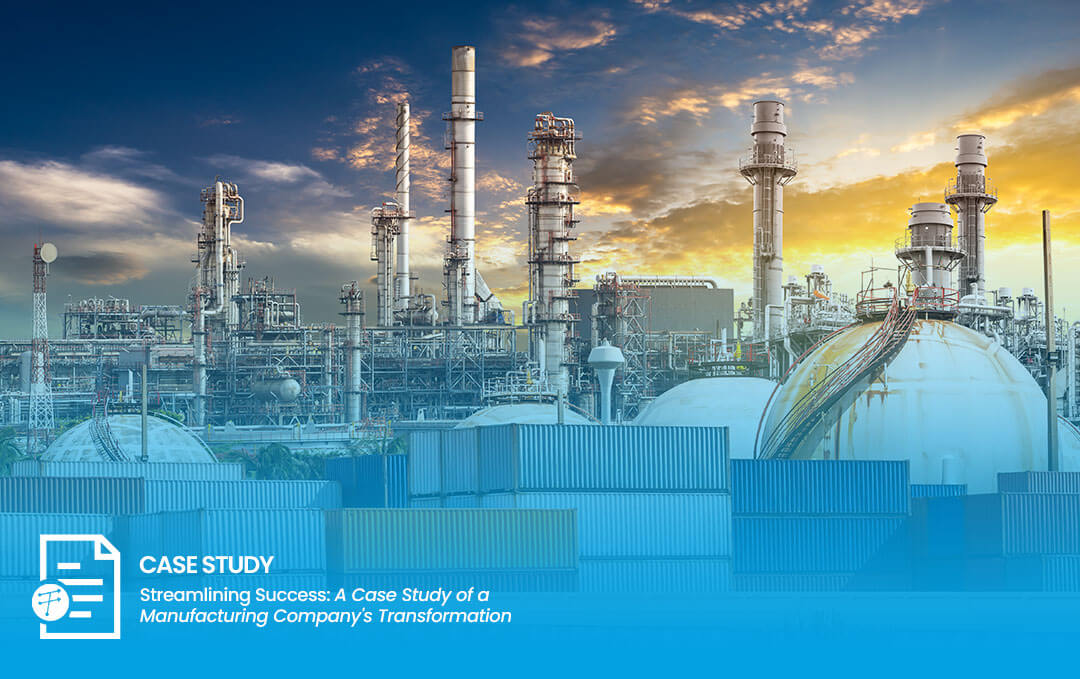 CASE STUDY
Streamlining Success: A Case Study of a
Manufacturing Company's Transformation